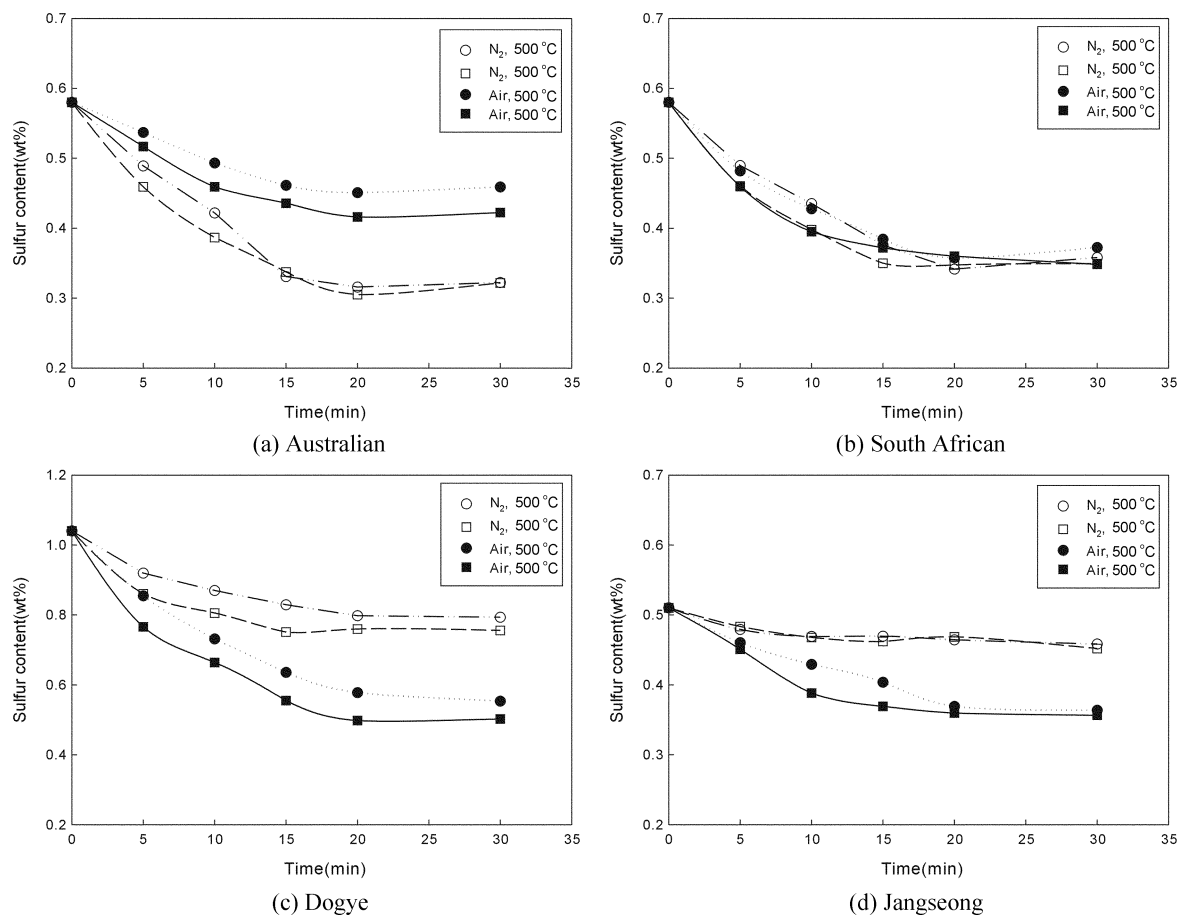 0.7
0.6
0.5
0.4
0.3
0.2
Sulfur content(wt%)
N2, 500 °C
N2, 500 °C
Air, 500 °C
Air, 500 °C
0 5 10 15 20 25 30 35
Time(min)
(a) Australian
0.7
0.6
0.5
0.4
0.3
0.2
Sulfur content(wt%)
N2, 500 °C
N2, 500 °C
Air, 500 °C
Air, 500 °C
0 5 10 15 20 25 30 35
Time(min)
(b) South African
1.2
1.0
0.8
0.6
0.4
0.2
Sulfur content(wt%)
N2, 500 °C
N2, 500 °C
Air, 500 °C
Air, 500 °C
0 5 10 15 20 25 30 35
Time(min)
(c) Dogye
0.7
0.6
0.5
0.4
0.3
0.2
Sulfur content(wt%)
N2, 500 °C
N2, 500 °C
Air, 500 °C
Air, 500 °C
0 5 10 15 20 25 30 35
Time(min)
(d) Jangseong